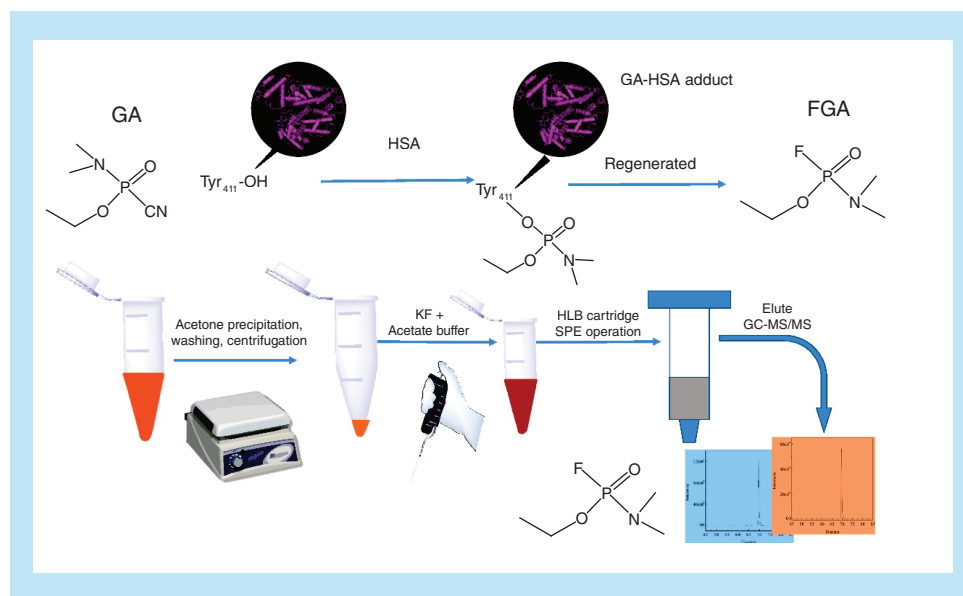 GA
N
O
P
O
CN
Tyr411-OH
HSA
GA-HSA adduct
Tyr411
O
O
P
O
N
Regenerated
FGA
F
O
P
O
N
Acetone precipitation,
washing, centrifugation
KF +
Acetate buffer
HLB cartridge
SPE operation
Elute
GC-MS/MS
F
O
P
O
N